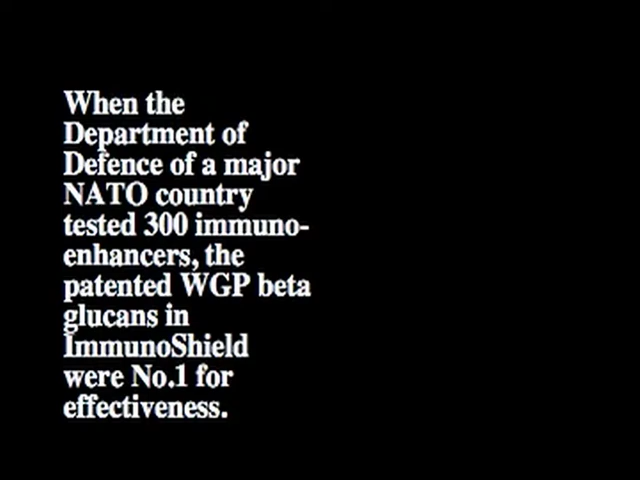 When the
Department of
Defence of a major
NATO country
tested 300 immuno-
enhancers, the
patented WGP beta
glucans in
ImmunoShield
were No.1 for
effectiveness.